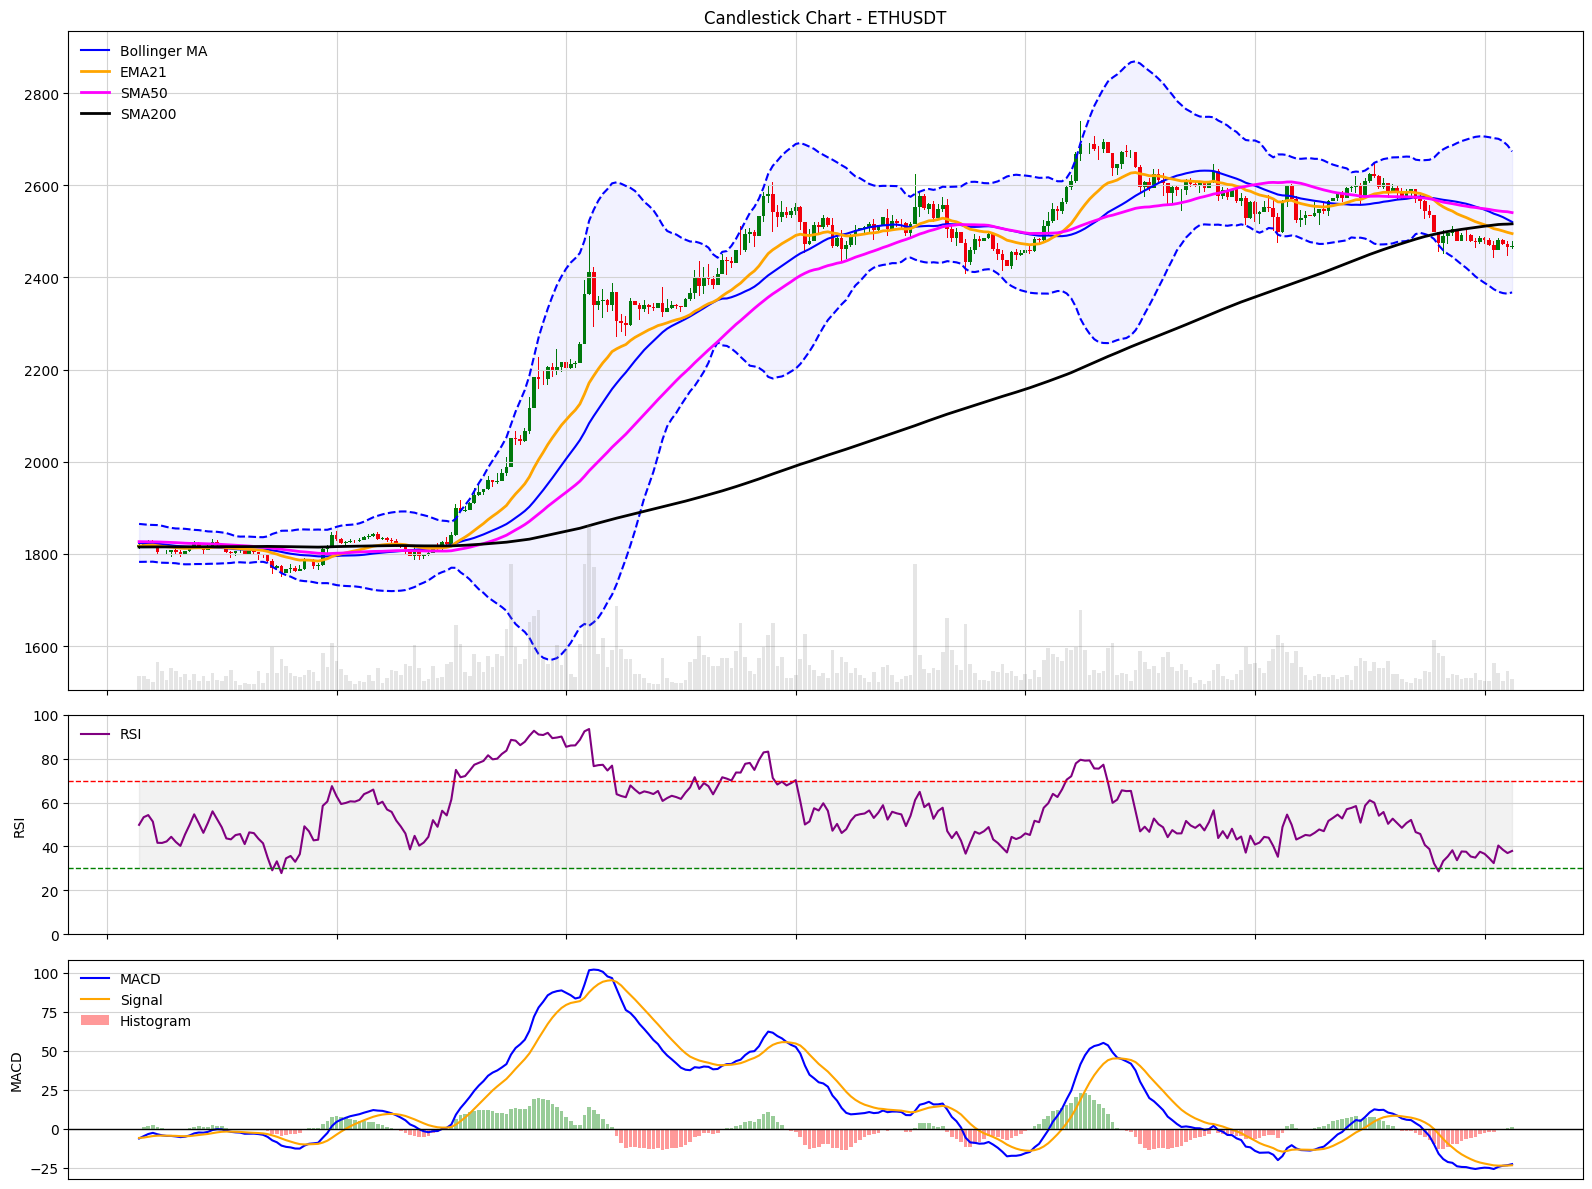 Candlestick Chart - ETHUSDT
Bollinger MA
EMA21
SMA50
SMA200
2800
2600
2400
2200
2000
1800
1600
RSI
100
80
60
40
20
0
RSI
MACD
Signal
Histogram
100
75
50
25
0
−25
MACD